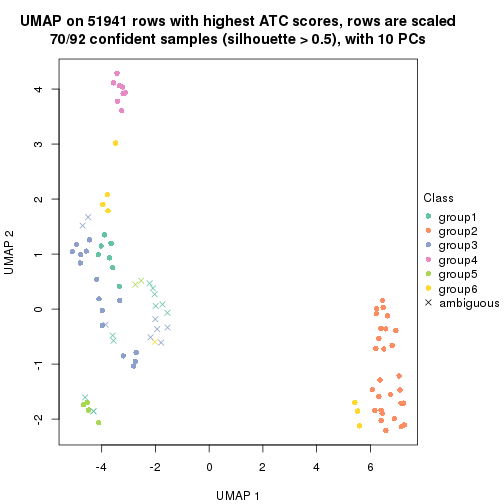 UMAP on 51941 rows with highest ATC scores, rows are scaled
70/92 confident samples (silhouette > 0.5), with 10 PCs
4
3
2
1
0
-1
-2
UMAP 2
-4
-2
0
2
4
6
UMAP 1
Class
group1
group2
group3
group4
group5
group6
ambiguous